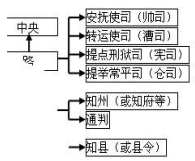 中央
路
安抚使司（帅司）
转运使司（漕司）
提点刑狱司（宪司）
提举常平司（仓司）
知州（或知府等）
通判
知县（或县令）